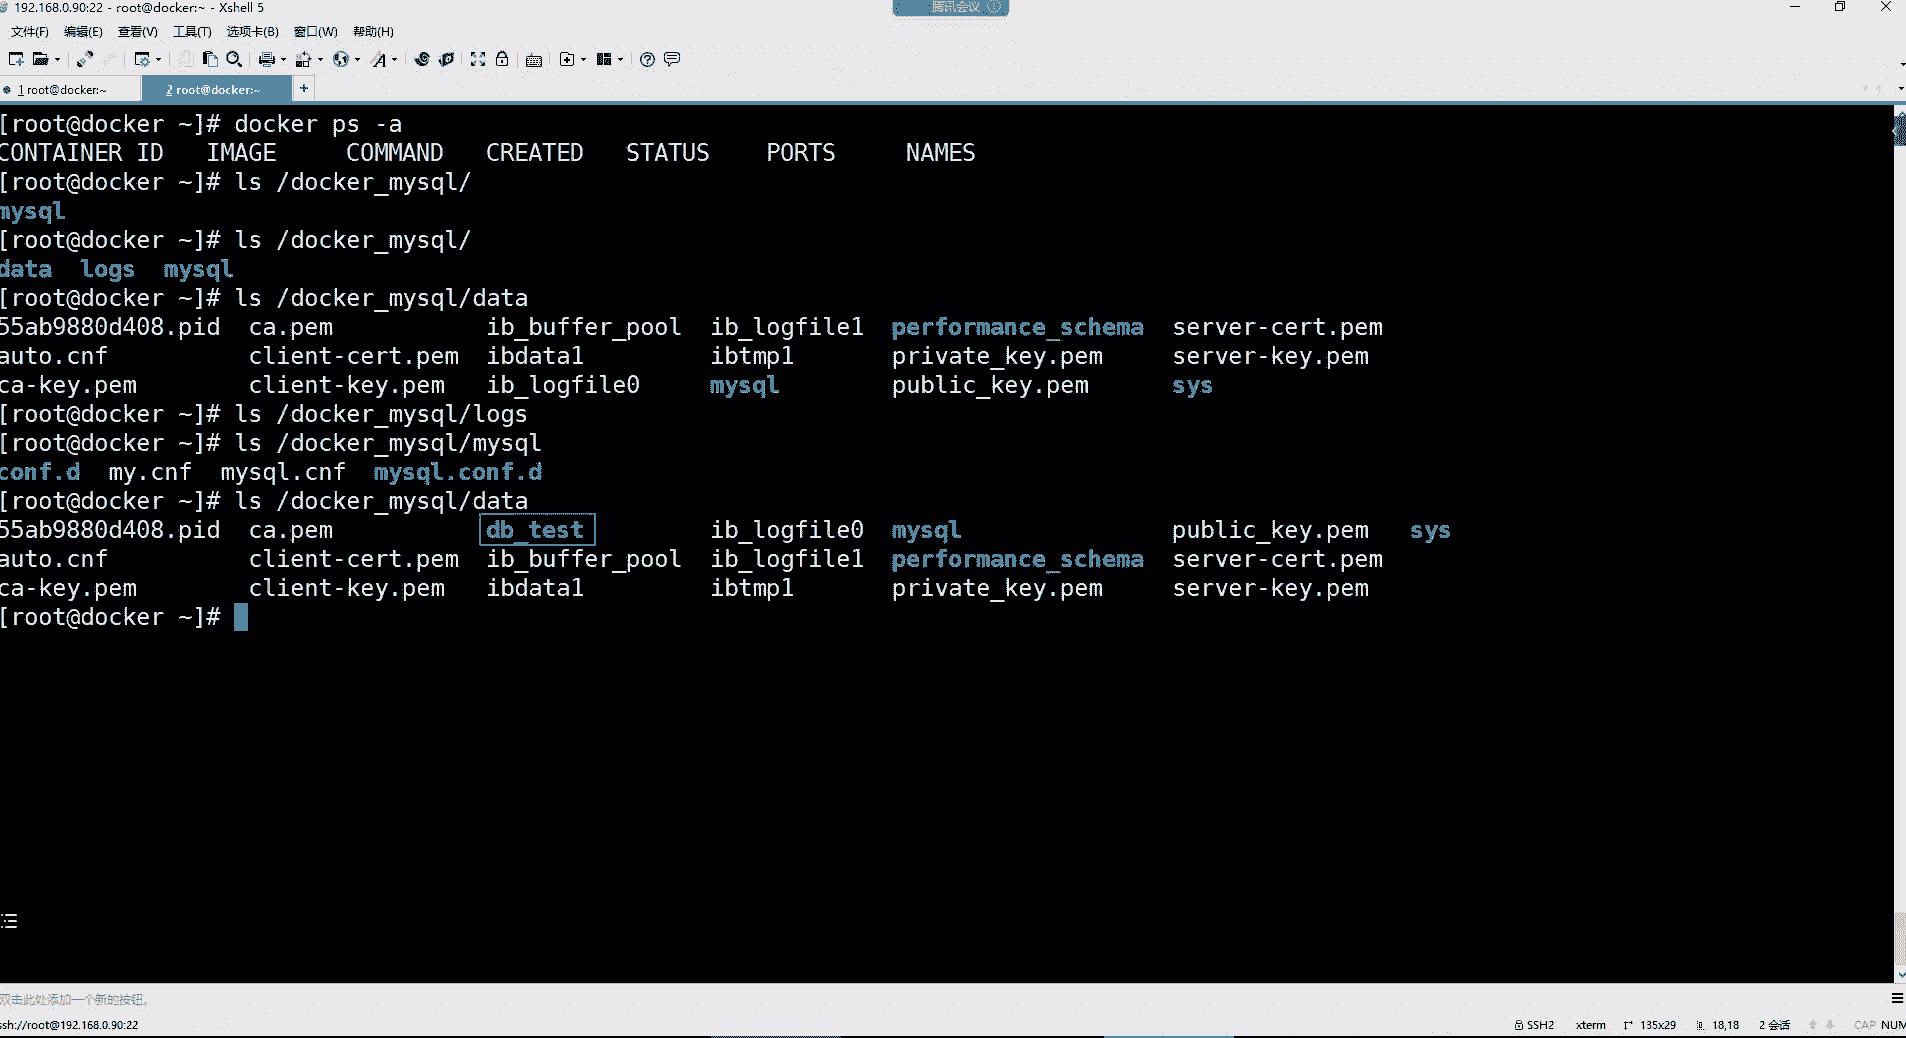 192.168.0.90:22 - root@docker:~ - Xshell 5
腾讯会议
文件(F) 编辑(E) 查看(V) 工具(T) 选项卡(B) 窗口(W) 帮助(H)
1 root@docker:~ 2 root@docker:~ +
[root@docker ~]# docker ps -a
CONTAINER ID IMAGE COMMAND CREATED STATUS PORTS NAMES
[root@docker ~]# ls /docker_mysql/
mysql
[root@docker ~]# ls /docker_mysql/
data logs mysql
[root@docker ~]# ls /docker_mysql/data
55ab9880d408.pid ca.pem ib_buffer_pool ib_logfile1 performance_schema server-cert.pem
auto.cnf client-cert.pem ibdata1 ibtmp1 private_key.pem server-key.pem
ca-key.pem client-key.pem ib_logfile0 mysql public_key.pem sys
[root@docker ~]# ls /docker_mysql/logs
[root@docker ~]# ls /docker_mysql/mysql
conf.d my.cnf mysql.cnf mysql.conf.d
[root@docker ~]# ls /docker_mysql/data
55ab9880d408.pid ca.pem db_test ib_logfile0 mysql public_key.pem sys
auto.cnf client-cert.pem ib_buffer_pool ib_logfile1 performance_schema server-cert.pem
ca-key.pem client-key.pem ibdata1 ibtmp1 private_key.pem server-key.pem
[root@docker ~]#
双击此处添加一个新的按钮。
ssh://root@192.168.0.90:22 SSH2 xterm 135x29 18,18 2 会话 CAP NUM